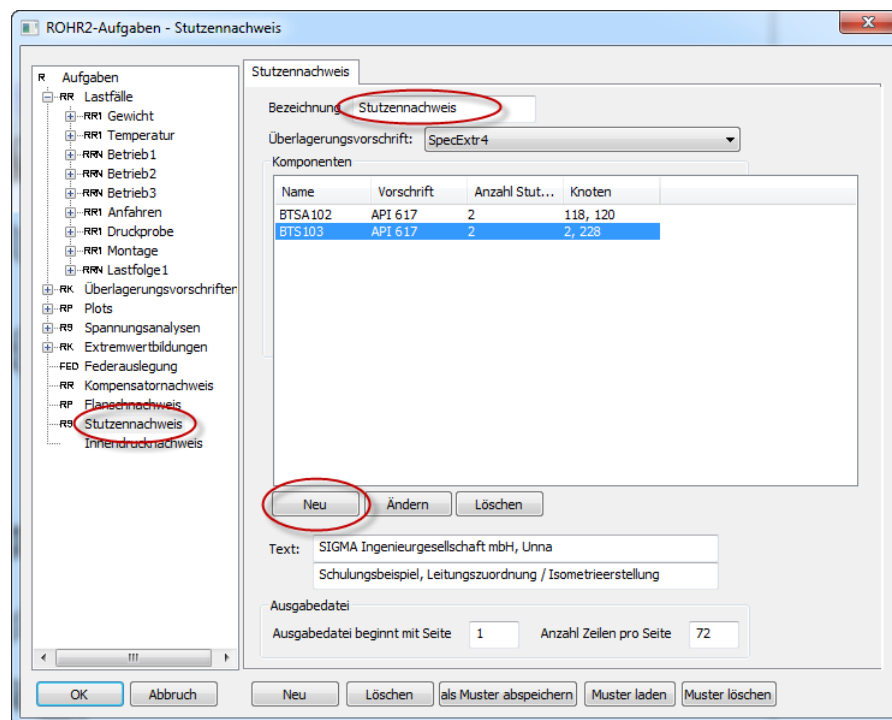 ROHR2-Aufgaben - Stutzennachweis
R Aufgaben
RR Lastfälle
RR1 Gewicht
RR1 Temperatur
RRN Betrieb1
RRN Betrieb2
RRN Betrieb3
RR1 Anfahren
RR1 Druckprobe
RR1 Montage
RRN Lastfolge1
RK Überlagerungsvorschriften
RP Plots
R9 Spannungsanalysen
RK Extremwertbildungen
FED Federauslegung
RR Kompensatornachweis
RP Flanschnachweis
R9 Stutzennachweis
Innendrucknachweis
Stutzennachweis
Bezeichnung Stutzennachweis
Überlagerungsvorschrift: SpecExtr4
Komponenten
Name Vorschrift Anzahl Stut... Knoten
BTSA102 API 617 2 118, 120
BTS103 API 617 2 2, 228
Neu Ändern Löschen
Text: SIGMA Ingenieurgesellschaft mbH, Unna
Schulungsbeispiel, Leitungszuordnung / Isometrieerstellung
Ausgabedatei
Ausgabedatei beginnt mit Seite 1 Anzahl Zeilen pro Seite 72
OK Abbruch Neu Löschen als Muster abspeichern Muster laden Muster löschen